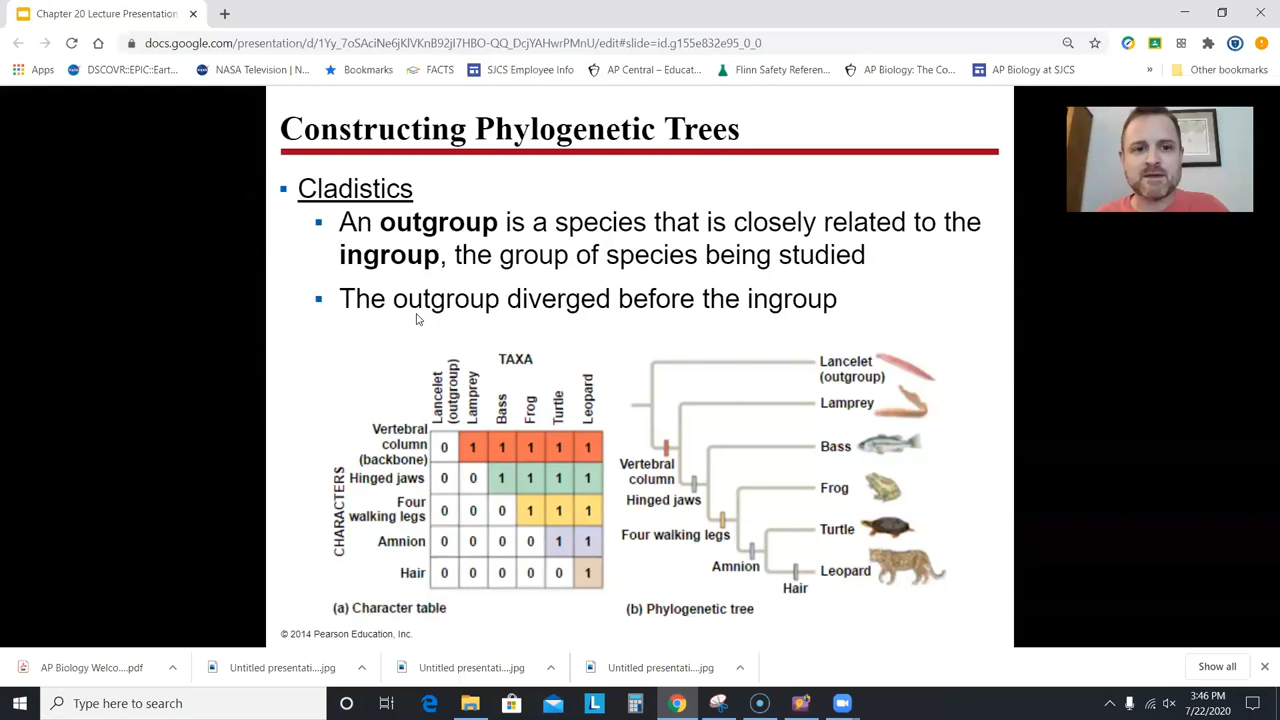 Chapter 20 Lecture Presentation
docs.google.com/presentation/d/1Yy_7oSAciNe6jKlVKnB92iI7HBO-QQ_DcjYAHwrPMnU/edit#slide=id.g155e832e95_0_0
Apps
DSCOVR::EPIC::Eart...
NASA Television | N...
Bookmarks
FACTS
SJCS Employee Info
AP Central – Educat...
Flinn Safety Referen...
AP Biology: The Co...
AP Biology at SJCS
»
Other bookmarks
Constructing Phylogenetic Trees
Cladistics
An outgroup is a species that is closely related to the
ingroup, the group of species being studied
The outgroup diverged before the ingroup
TAXA
Lancelet
(outgroup)
Lamprey
Bass
Frog
Turtle
Leopard
CHARACTERS
Vertebral
column
(backbone)
0 1 1 1 1 1
Hinged jaws
0 0 1 1 1 1
Four
walking legs
0 0 0 1 1 1
Amnion
0 0 0 0 1 1
Hair
0 0 0 0 0 1
(a) Character table
Lancelet
(outgroup)
Lamprey
Bass
Frog
Turtle
Leopard
Vertebral
column
Hinged jaws
Four walking legs
Amnion
Hair
(b) Phylogenetic tree
© 2014 Pearson Education, Inc.
AP Biology Welco....pdf
Untitled presentati...jpg
Untitled presentati...jpg
Untitled presentati...jpg
Show all
Type here to search
3:46 PM
7/22/2020